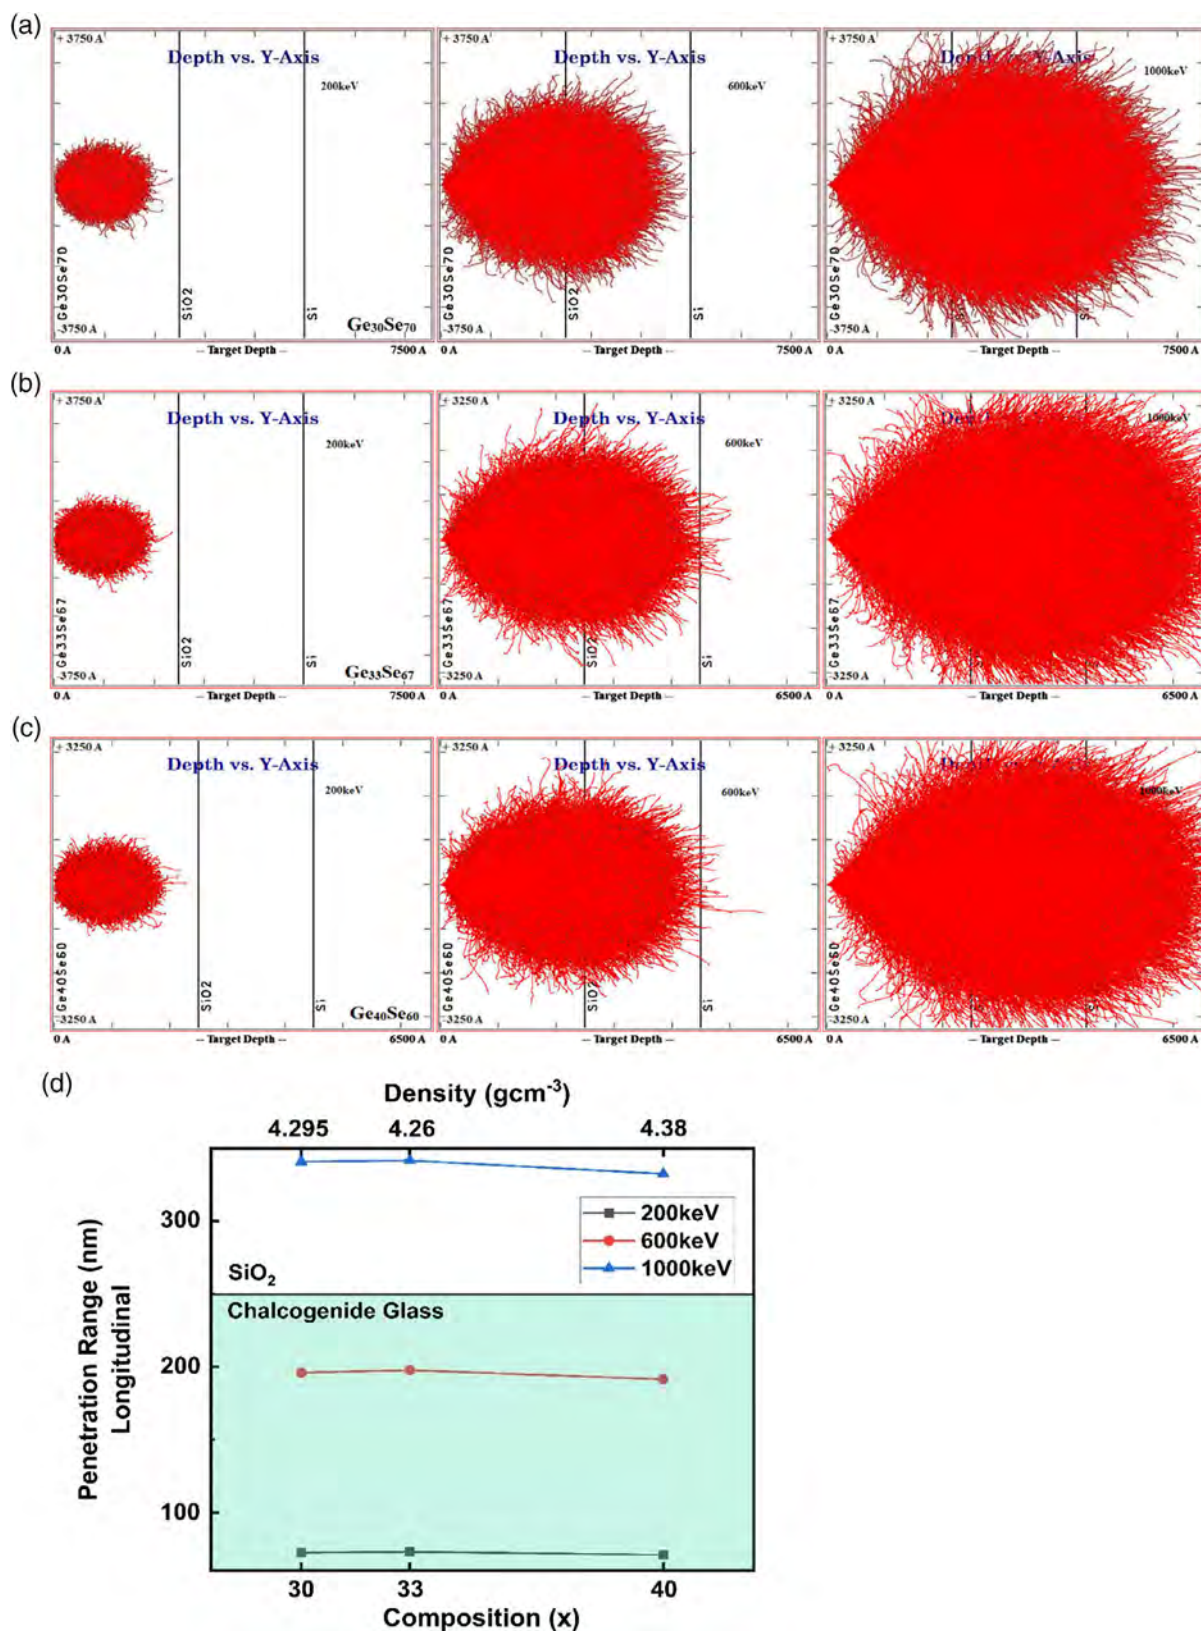 (a)
+3750 A
Depth vs. Y-Axis
200keV
Ge30Se70
SiO2
Si
Ge30Se70
-3750 A
0 A
-- Target Depth --
7500 A
+3750 A
Depth vs. Y-Axis
600keV
Ge30Se70
SiO2
Si
-3750 A
0 A
-- Target Depth --
7500 A
+3750 A
1000keV
Ge30Se70
Si
-3750 A
0 A
-- Target Depth --
7500 A
(b)
+3750 A
Depth vs. Y-Axis
200keV
Ge33Se67
SiO2
Si
Ge33Se67
-3750 A
0 A
-- Target Depth --
7500 A
+3250 A
Depth vs. Y-Axis
600keV
Ge33Se67
SiO2
Si
-3250 A
0 A
-- Target Depth --
6500 A
+3250 A
1000keV
Ge33Se67
-3250 A
0 A
-- Target Depth --
6500 A
(c)
+3250 A
Depth vs. Y-Axis
200keV
Ge40Se60
SiO2
Si
Ge40Se60
-3250 A
0 A
-- Target Depth --
6500 A
+3250 A
Depth vs. Y-Axis
600keV
Ge40Se60
SiO2
Si
-3250 A
0 A
-- Target Depth --
6500 A
+3250 A
1000keV
Ge40Se60
-3250 A
0 A
-- Target Depth --
6500 A
(d)
Density (gcm-3)
4.295 4.26 4.38
Penetration Range (nm)
Longitudinal
300
200
100
200keV
600keV
1000keV
SiO2
Chalcogenide Glass
30 33 40
Composition (x)